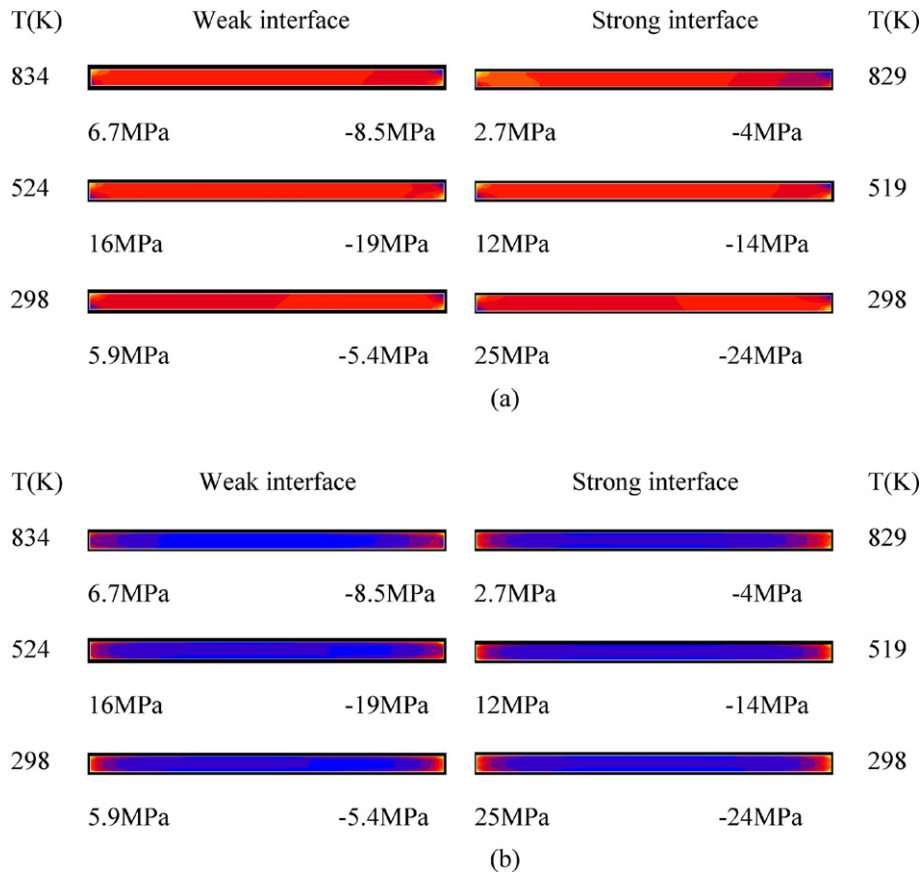 T(K) Weak interface Strong interface T(K)
834 829
6.7MPa -8.5MPa 2.7MPa -4MPa
524 519
16MPa -19MPa 12MPa -14MPa
298 298
5.9MPa -5.4MPa 25MPa -24MPa
(a)
T(K) Weak interface Strong interface T(K)
834 829
6.7MPa -8.5MPa 2.7MPa -4MPa
524 519
16MPa -19MPa 12MPa -14MPa
298 298
5.9MPa -5.4MPa 25MPa -24MPa
(b)